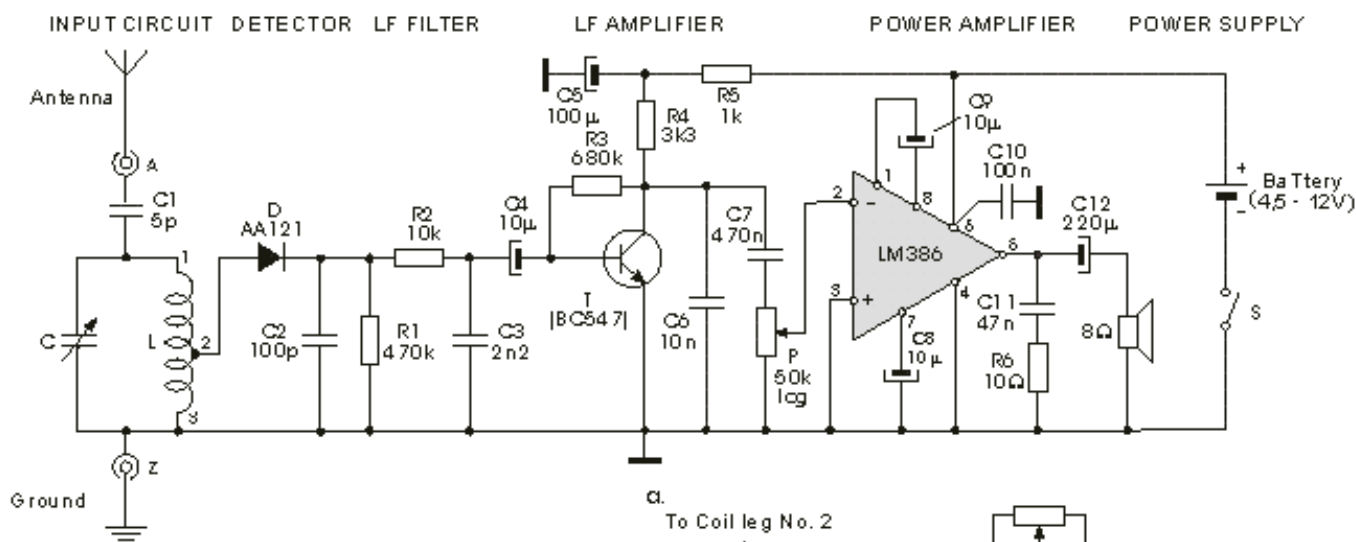 INPUT CIRCUIT DETECTOR LF FILTER LF AMPLIFIER POWER AMPLIFIER POWER SUPPLY
Antenna
A
C1
5p
C
1
L
2
3
Z
Ground
D
AA121
C2
100p
R1
470k
R2
10k
C3
2n2
C4
10µ
C5
100µ
R3
680k
R4
3k3
R5
1k
T
(BC547)
C6
10n
C7
470n
P
50k
log
2
-
3
+
1
8
LM386
7
4
6
5
C8
10µ
C9
10µ
C10
100n
C11
47n
R6
10Ω
C12
220µ
8Ω
+
BaTtery
(4,5 - 12V)
-
S
a.
To Coil leg No. 2